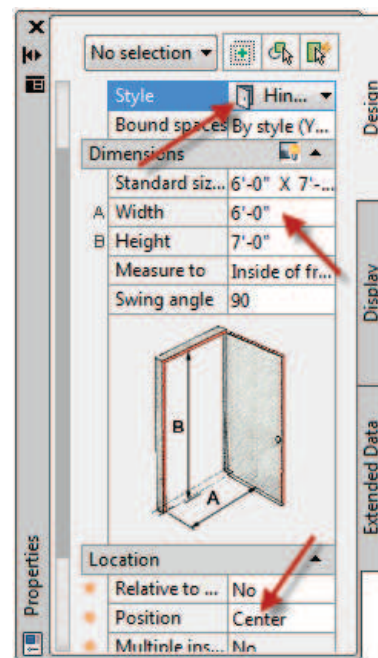 No selection
Style Hin...
Bound spaces By style (Y...
Dimensions
Standard siz... 6'-0" X 7'-...
A Width 6'-0"
B Height 7'-0"
Measure to Inside of fr...
Swing angle 90
B
A
Location
Relative to ... No
Position Center
Multiple ins... No
Properties
Design
Display
Extended Data